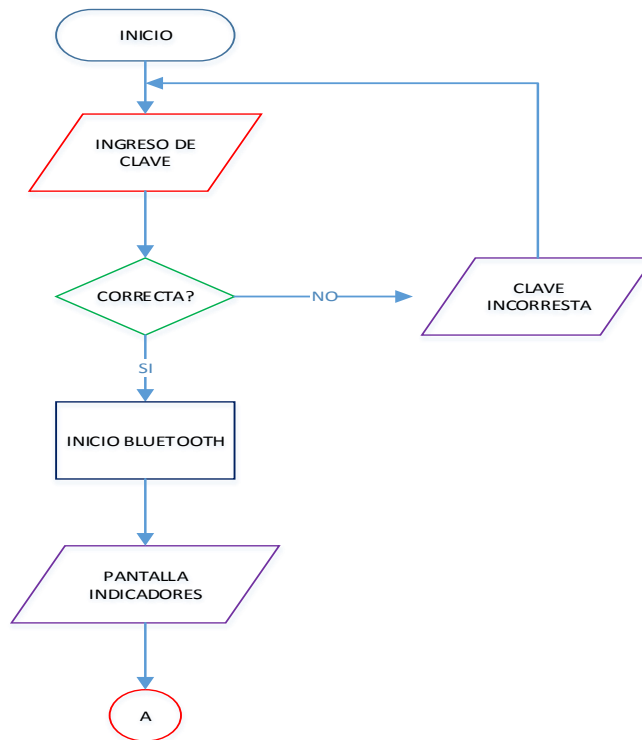 INICIO
INGRESO DE
CLAVE
CORRECTA?
NO
CLAVE
INCORRESTA
SI
INICIO BLUETOOTH
PANTALLA
INDICADORES
A